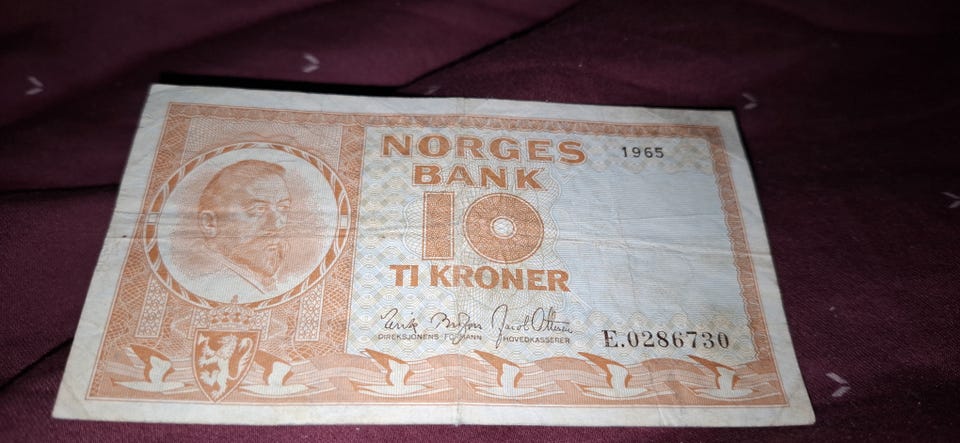 NORGES
1965
BANK
10
TI KRONER
DIREKSJONENS FORMANN HOVEDKASSERER
E.0286730